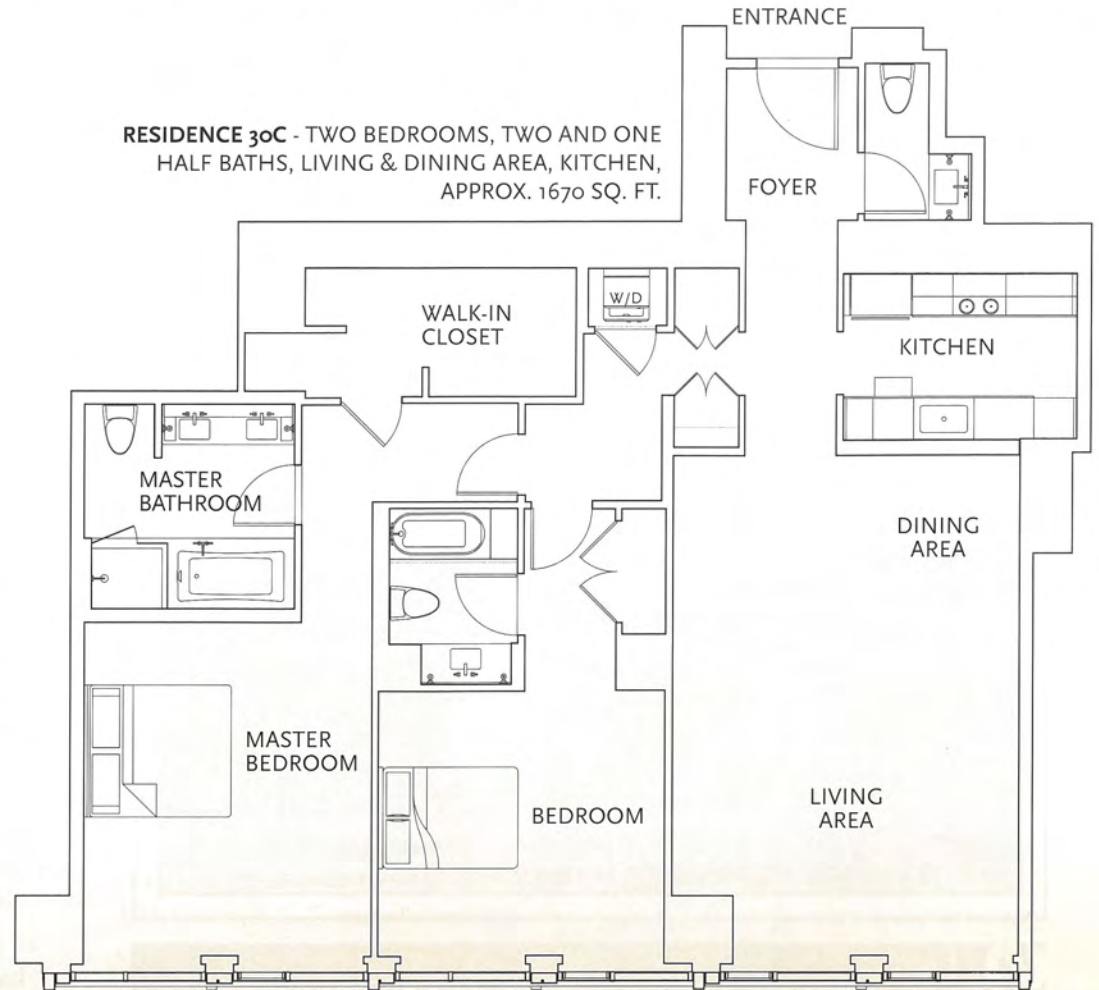 ENTRANCE
RESIDENCE 30C - TWO BEDROOMS, TWO AND ONE
HALF BATHS, LIVING & DINING AREA, KITCHEN,
APPROX. 1670 SQ. FT.
FOYER
W/D
WALK-IN
CLOSET
KITCHEN
MASTER
BATHROOM
DINING
AREA
MASTER
BEDROOM
BEDROOM
LIVING
AREA